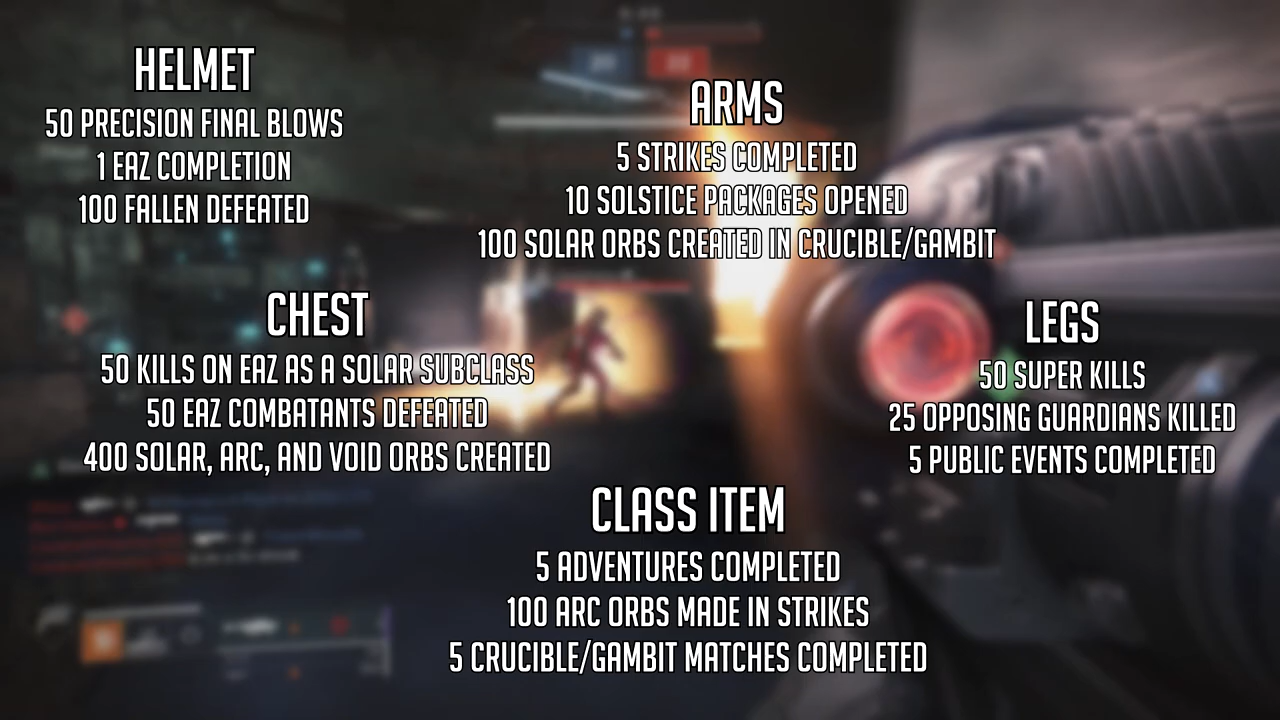 HELMET
50 PRECISION FINAL BLOWS
1 EAZ COMPLETION
100 FALLEN DEFEATED
ARMS
5 STRIKES COMPLETED
10 SOLSTICE PACKAGES OPENED
100 SOLAR ORBS CREATED IN CRUCIBLE/GAMBIT
CHEST
50 KILLS ON EAZ AS A SOLAR SUBCLASS
50 EAZ COMBATANTS DEFEATED
400 SOLAR, ARC, AND VOID ORBS CREATED
LEGS
50 SUPER KILLS
25 OPPOSING GUARDIANS KILLED
5 PUBLIC EVENTS COMPLETED
CLASS ITEM
5 ADVENTURES COMPLETED
100 ARC ORBS MADE IN STRIKES
5 CRUCIBLE/GAMBIT MATCHES COMPLETED